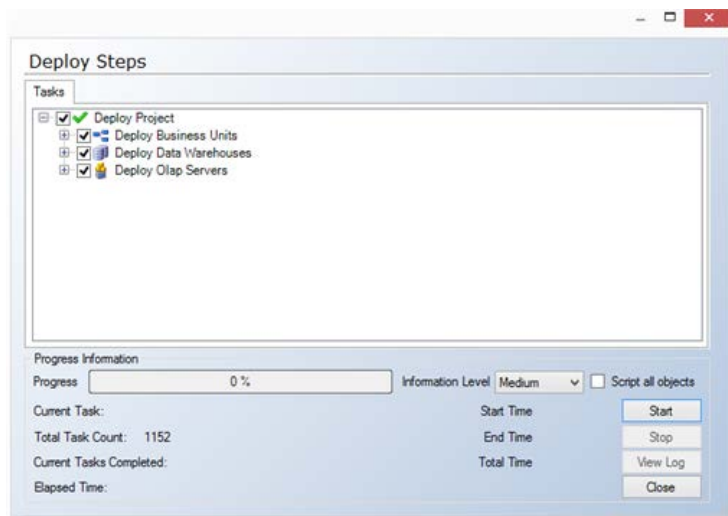 Deploy Steps
Tasks
Deploy Project
Deploy Business Units
Deploy Data Warehouses
Deploy Olap Servers
Progress Information
Progress 0 % Information Level Medium Script all objects
Current Task: Start Time Start
Total Task Count: 1152 End Time Stop
Current Tasks Completed: Total Time View Log
Elapsed Time: Close